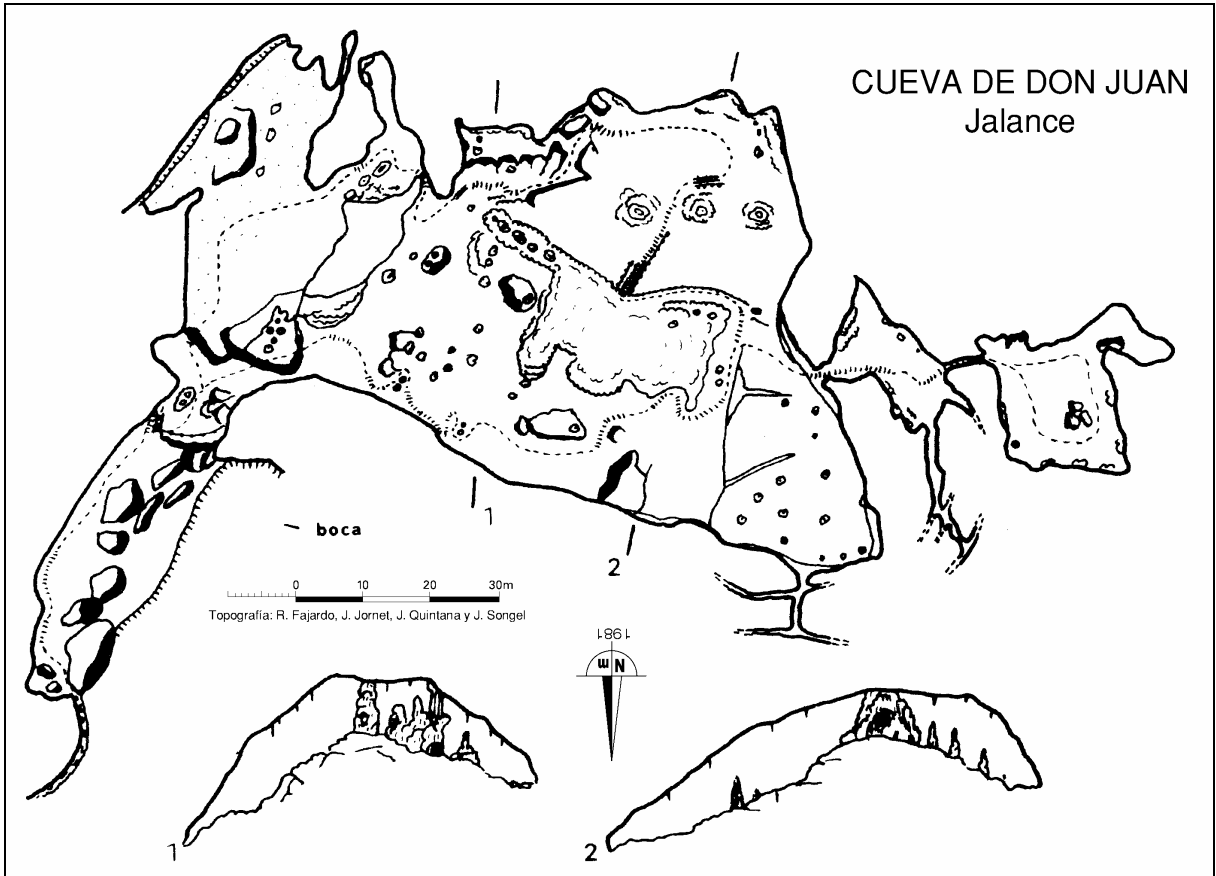 CUEVA DE DON JUAN
Jalance
1
boca
2
0 10 20 30m
Topografía: R. Fajardo, J. Jornet, J. Quintana y J. Songel
1981
m N
1
2